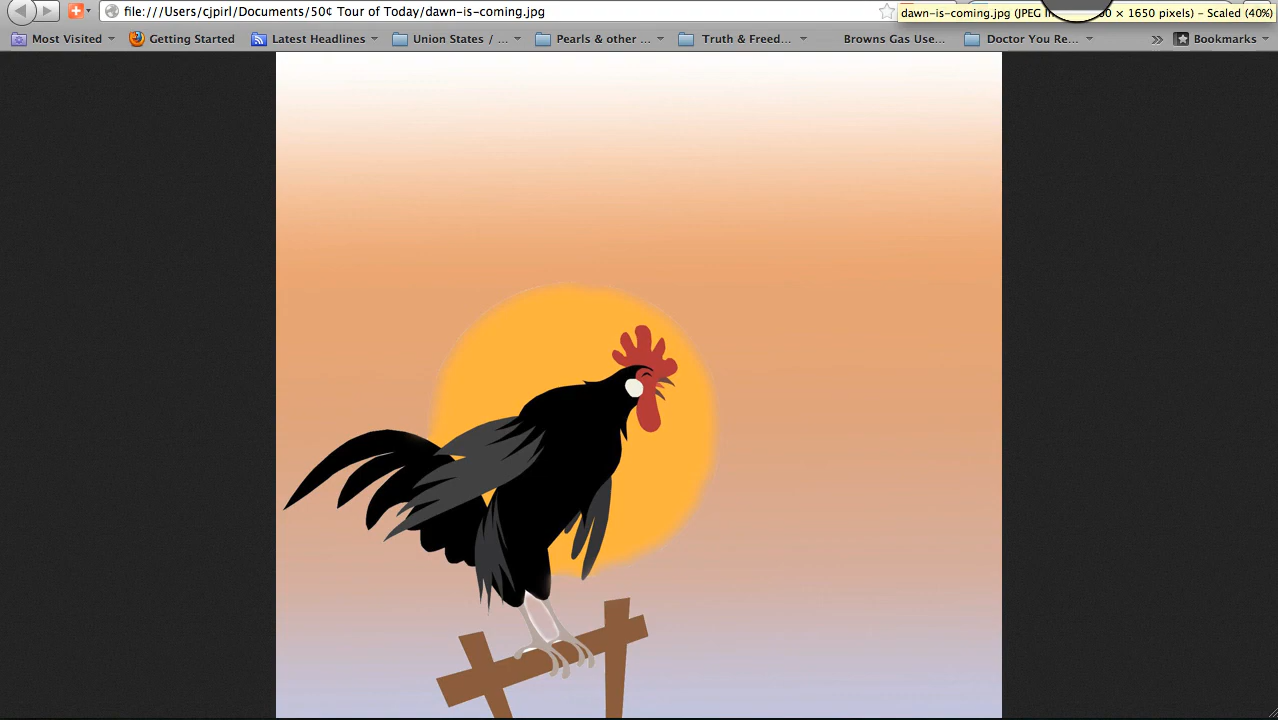 file:///Users/cjpirl/Documents/50¢ Tour of Today/dawn-is-coming.jpg
dawn-is-coming.jpg (JPEG 1650 pixels) – Scaled (40%)
Most Visited Getting Started Latest Headlines Union States / ... Pearls & other ... Truth & Freed... Browns Gas Use... Doctor You Re... Bookmarks